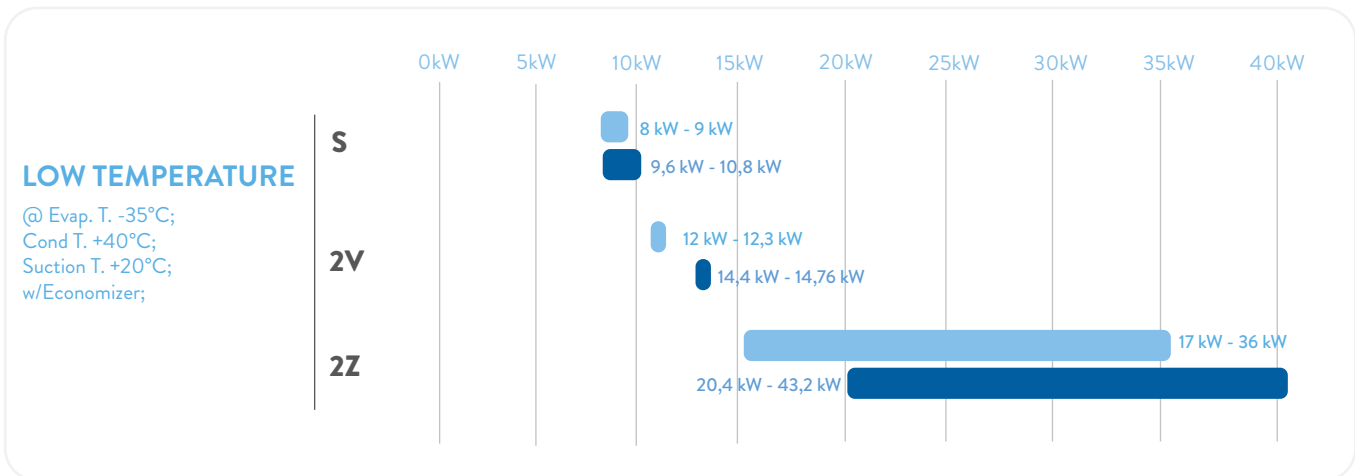 0kW 5kW 10kW 15kW 20kW 25kW 30kW 35kW 40kW
LOW TEMPERATURE
@ Evap. T. -35°C;
Cond T. +40°C;
Suction T. +20°C;
w/Economizer;
S
8 kW - 9 kW
9,6 kW - 10,8 kW
2V
12 kW - 12,3 kW
14,4 kW - 14,76 kW
2Z
17 kW - 36 kW
20,4 kW - 43,2 kW